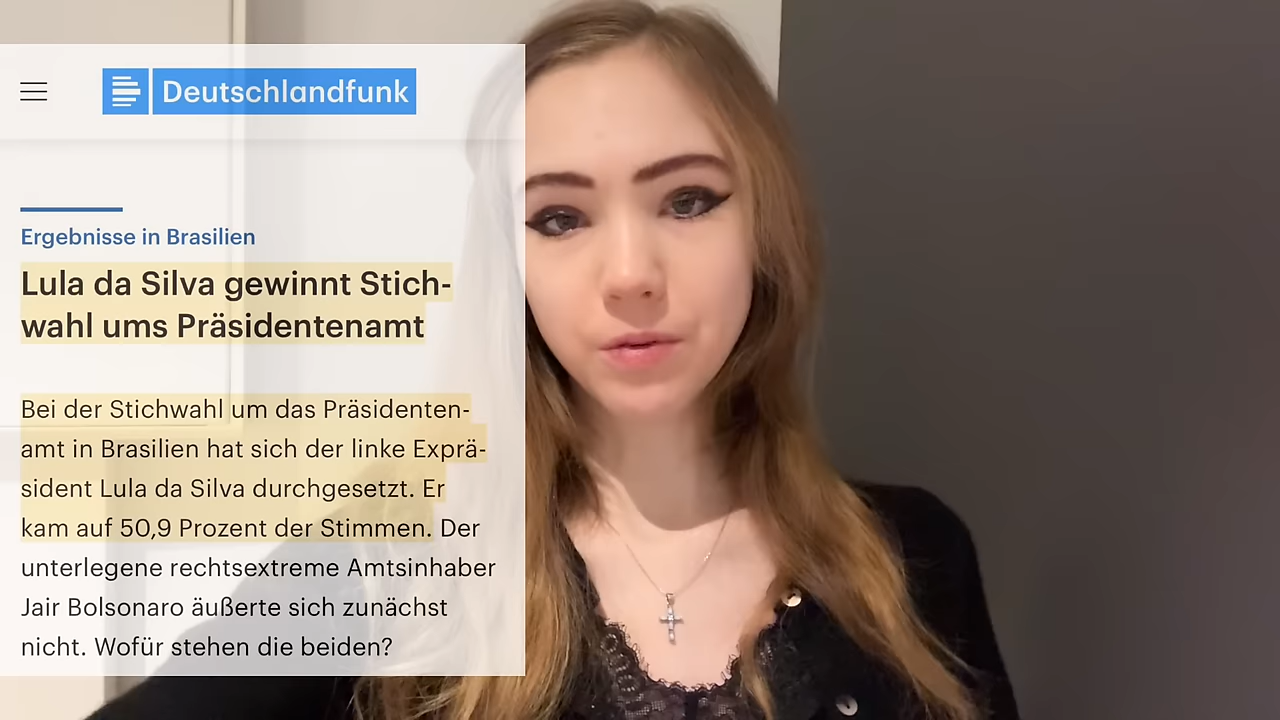 Deutschlandfunk
Ergebnisse in Brasilien
Lula da Silva gewinnt Stich-
wahl ums Präsidentenamt
Bei der Stichwahl um das Präsidenten-
amt in Brasilien hat sich der linke Exprä-
sident Lula da Silva durchgesetzt. Er
kam auf 50,9 Prozent der Stimmen. Der
unterlegene rechtsextreme Amtsinhaber
Jair Bolsonaro äußerte sich zunächst
nicht. Wofür stehen die beiden?